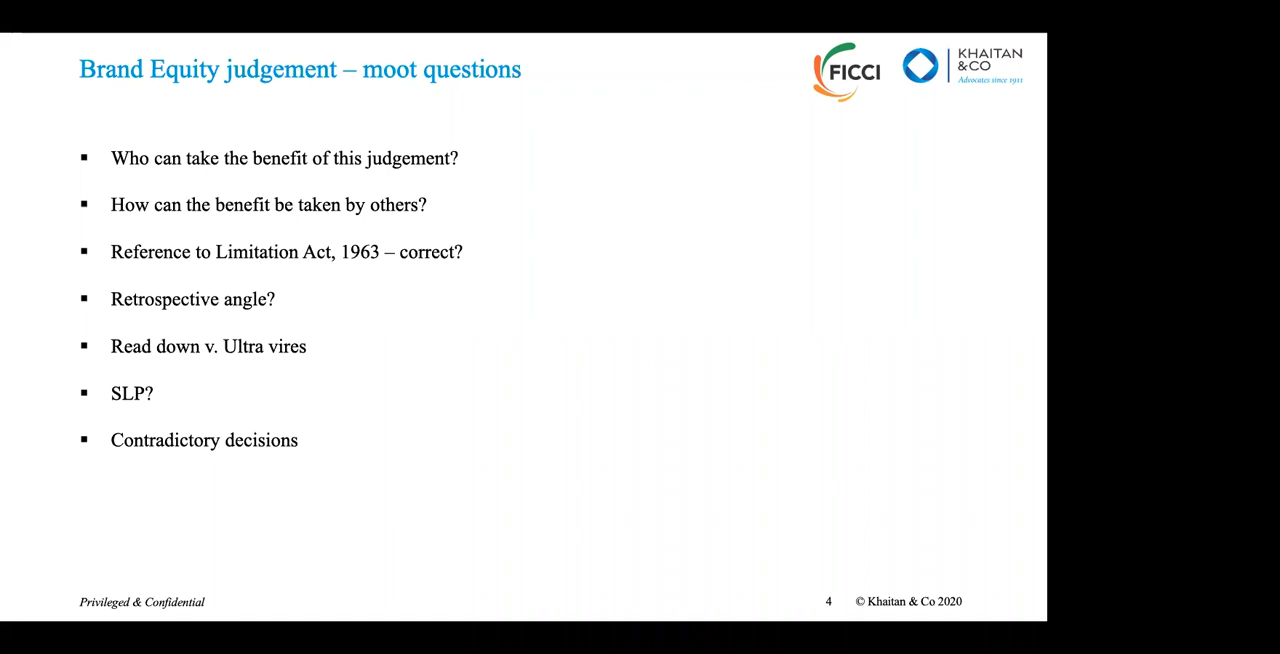 Brand Equity judgement – moot questions
FICCI
KHAITAN
&CO
Advocates since 1911
▪ Who can take the benefit of this judgement?
▪ How can the benefit be taken by others?
▪ Reference to Limitation Act, 1963 – correct?
▪ Retrospective angle?
▪ Read down v. Ultra vires
▪ SLP?
▪ Contradictory decisions
Privileged & Confidential
4
© Khaitan & Co 2020